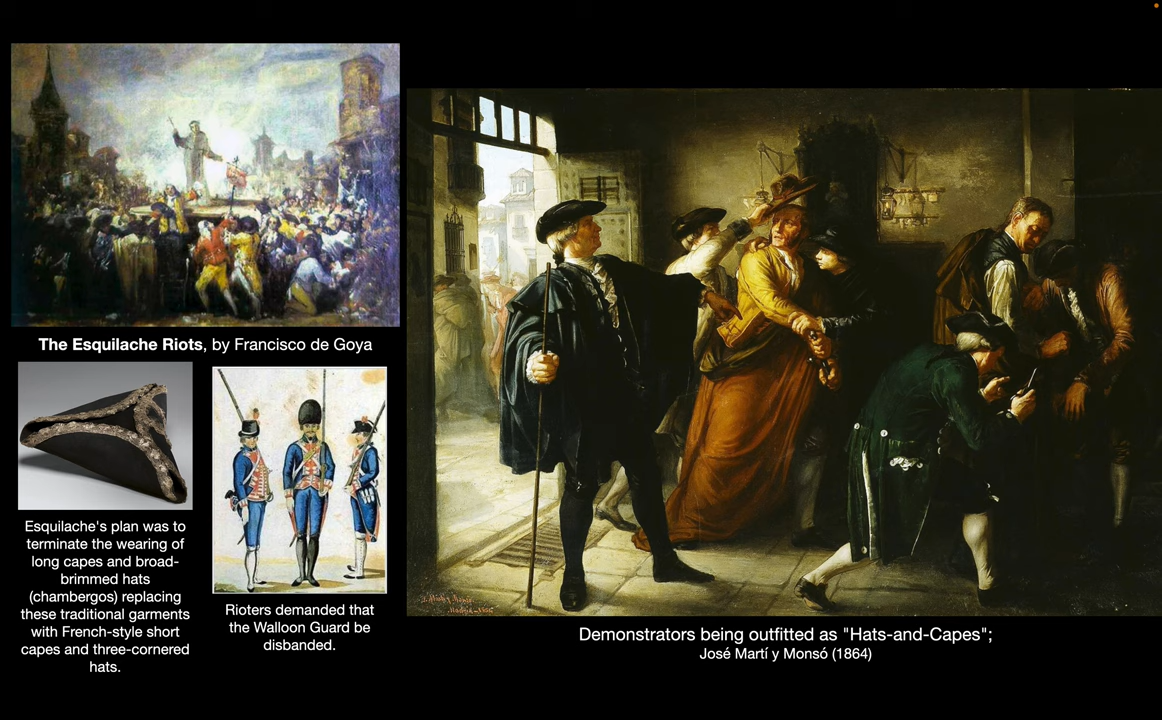 The Esquilache Riots, by Francisco de Goya
Esquilache's plan was to
terminate the wearing of
long capes and broad-
brimmed hats
(chambergos) replacing
these traditional garments
with French-style short
capes and three-cornered
hats.
Rioters demanded that
the Walloon Guard be
disbanded.
Demonstrators being outfitted as "Hats-and-Capes";
José Martí y Monsó (1864)